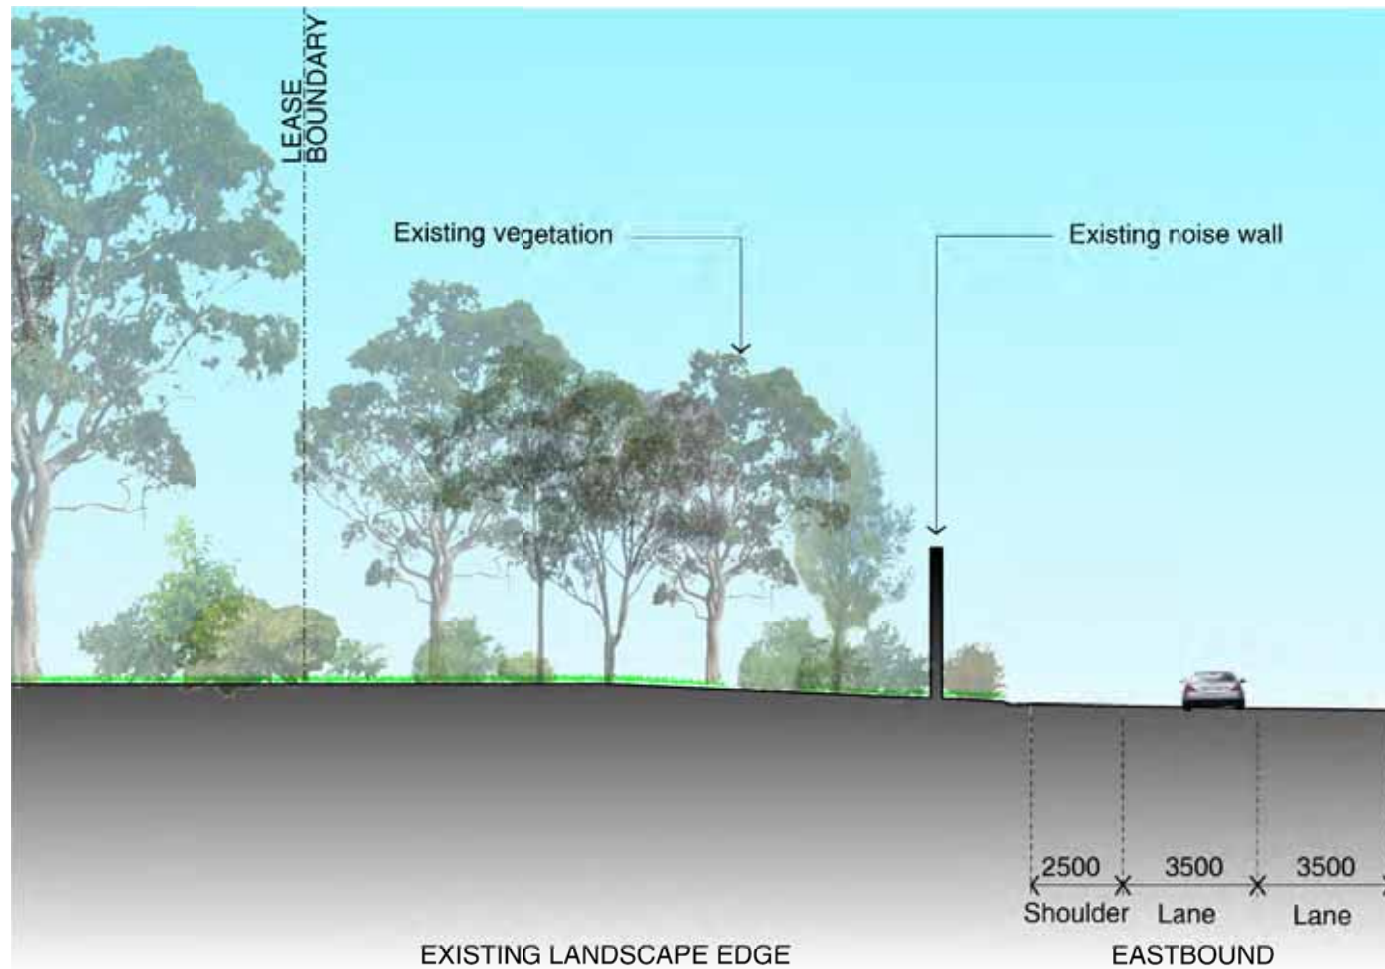 LEASE
BOUNDARY
Existing vegetation
Existing noise wall
2500
3500
3500
Shoulder
Lane
Lane
EXISTING LANDSCAPE EDGE
EASTBOUND